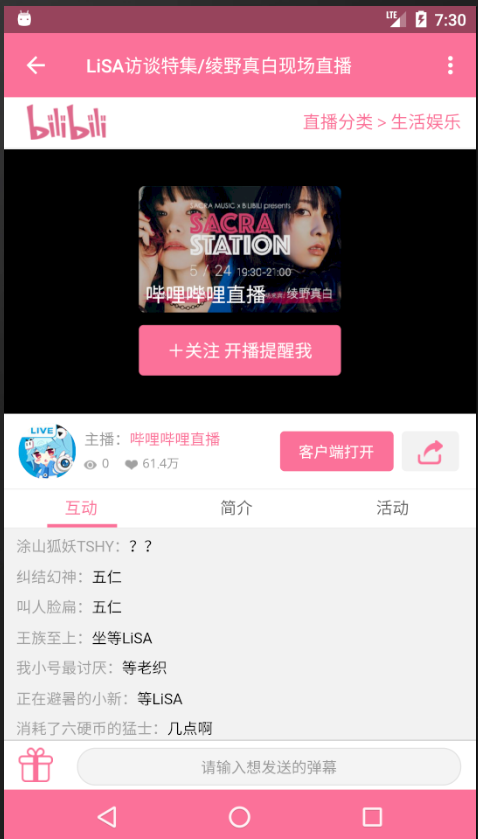 LTE 7:30
LiSA访谈特集/绫野真白现场直播
bilibili 直播分类 > 生活娱乐
SACRA MUSIC x BILIBILI presents
SACRA
STATION
5 / 24 19:30-21:00
哔哩哔哩直播 绫野真白
＋关注 开播提醒我
LIVE
主播：哔哩哔哩直播
0 61.4万
客户端打开
互动 简介 活动
涂山狐妖TSHY：？？
纠结幻神：五仁
叫人脸扁：五仁
王族至上：坐等LiSA
我小号最讨厌：等老织
正在避暑的小新：等LiSA
消耗了六硬币的猛士：几点啊
请输入想发送的弹幕